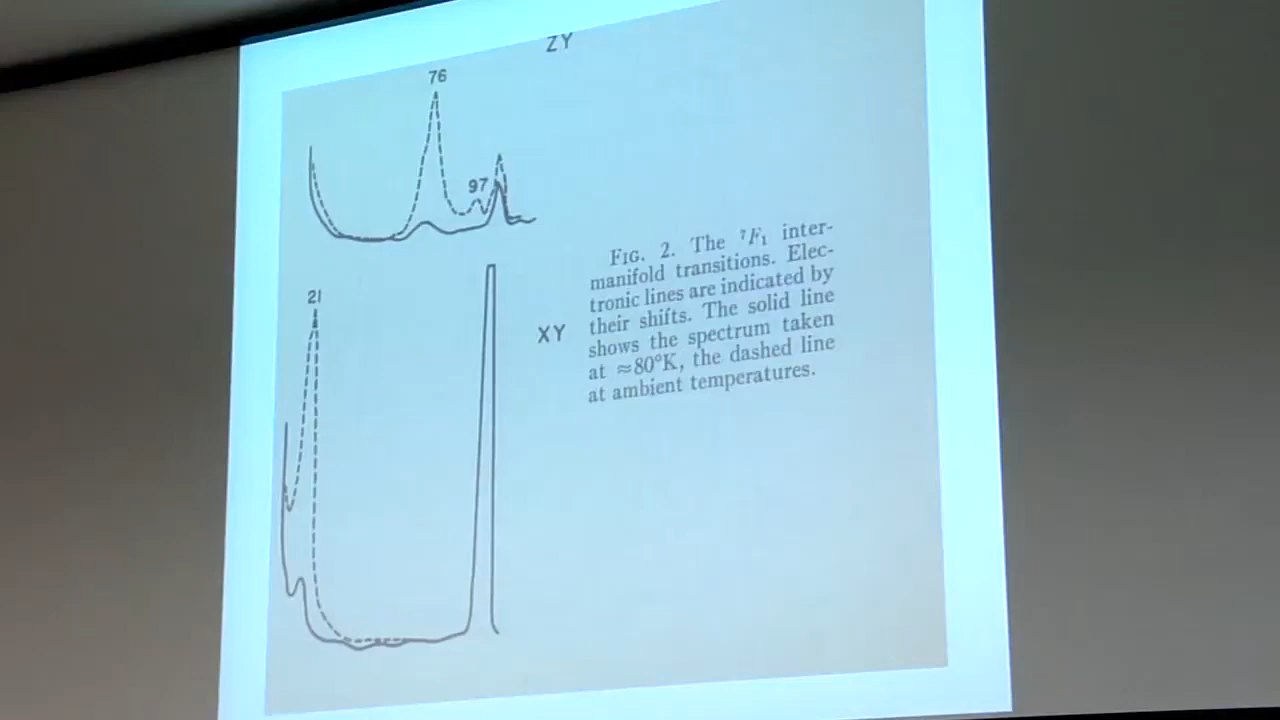 ZY
76
97
21
XY
FIG. 2. The ⁷F₁ inter-
manifold transitions. Elec-
tronic lines are indicated by
their shifts. The solid line
shows the spectrum taken
at ≈80°K, the dashed line
at ambient temperatures.